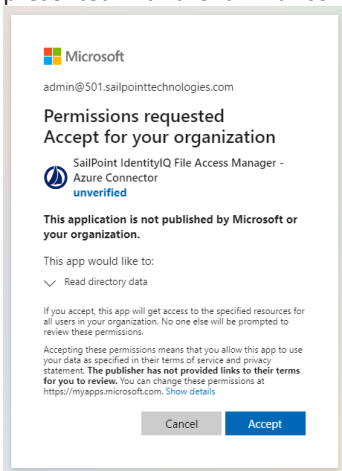 Microsoft
admin@501.sailpointtechnologies.com
Permissions requested
Accept for your organization
SailPoint IdentityIQ File Access Manager -
Azure Connector
unverified
This application is not published by Microsoft or
your organization.
This app would like to:
Read directory data
If you accept, this app will get access to the specified resources for
all users in your organization. No one else will be prompted to
review these permissions.
Accepting these permissions means that you allow this app to use
your data as specified in their terms of service and privacy
statement. The publisher has not provided links to their terms
for you to review. You can change these permissions at
https://myapps.microsoft.com. Show details
Cancel
Accept